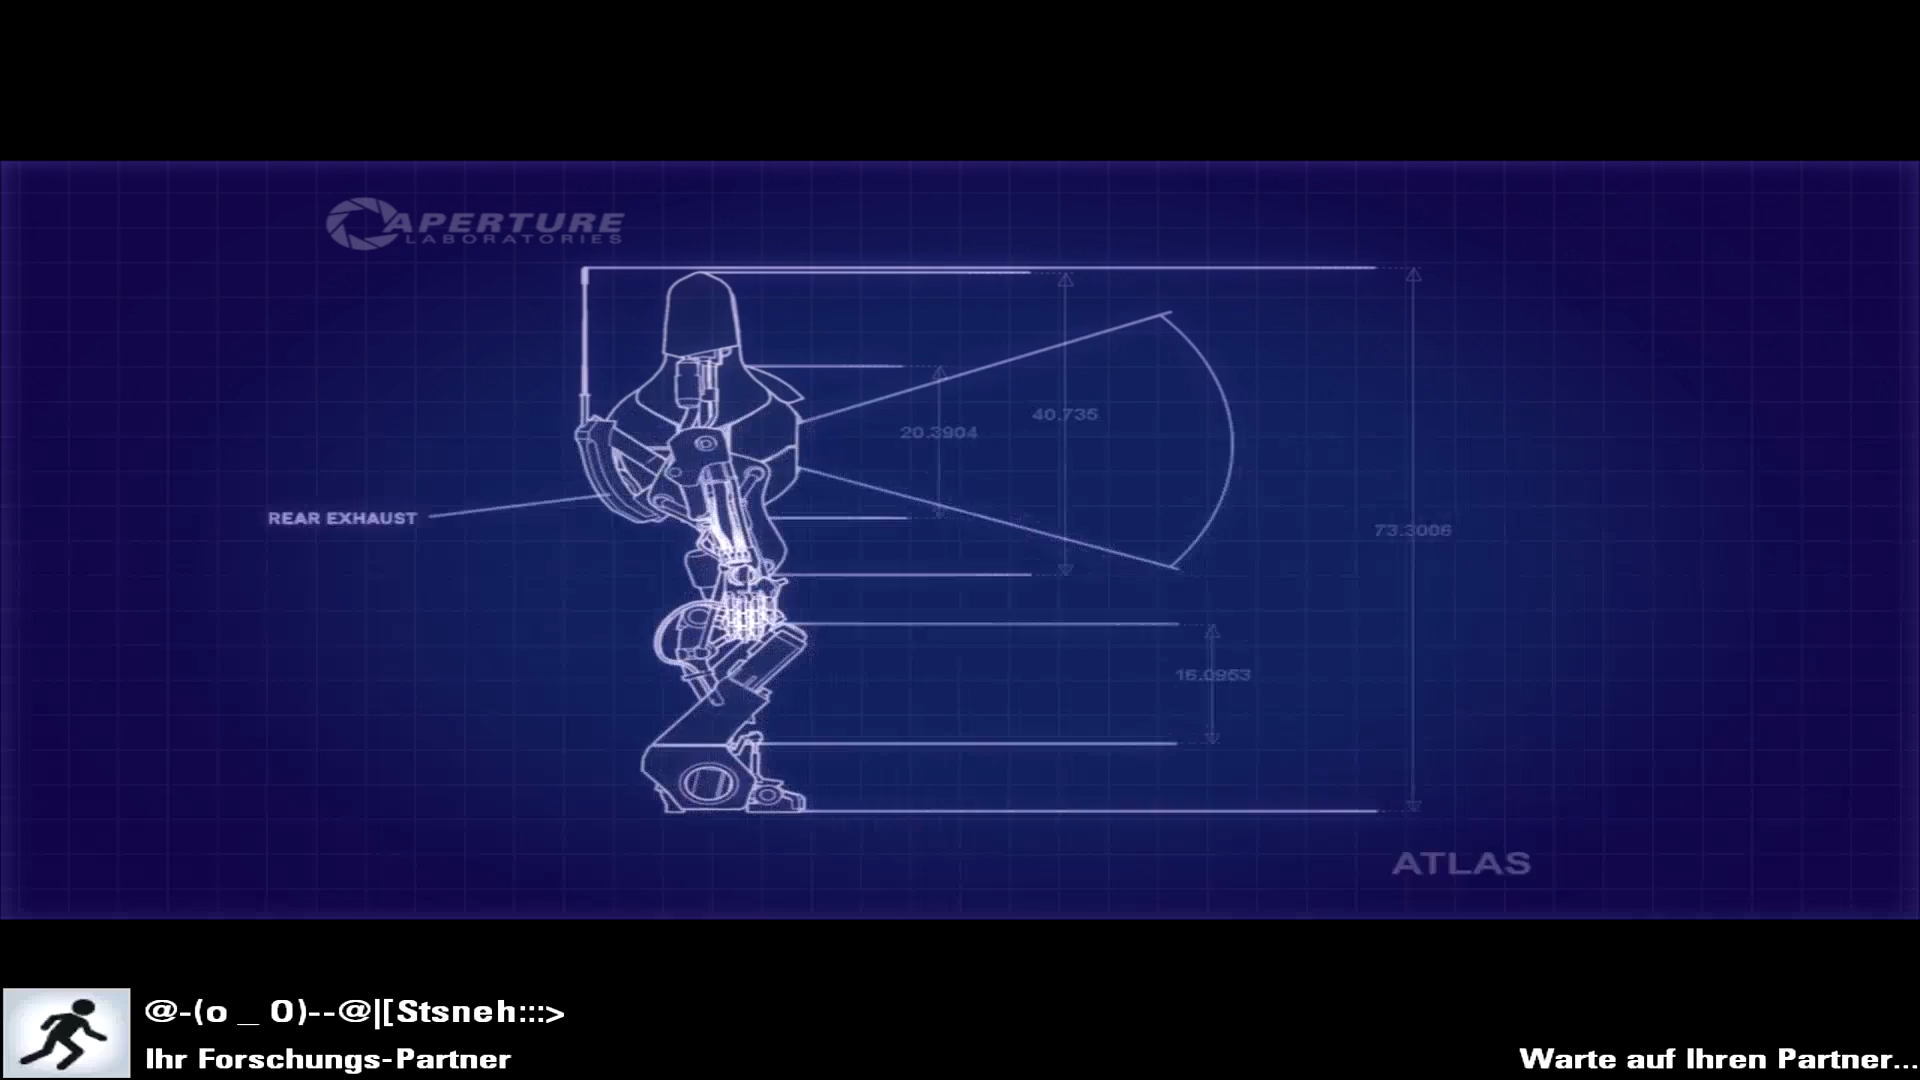 APERTURE
LABORATORIES
20.3904
40.735
REAR EXHAUST
73.3006
16.0953
ATLAS
@-(o _ O)--@|[Stsneh:::>
Ihr Forschungs-Partner
Warte auf Ihren Partner...